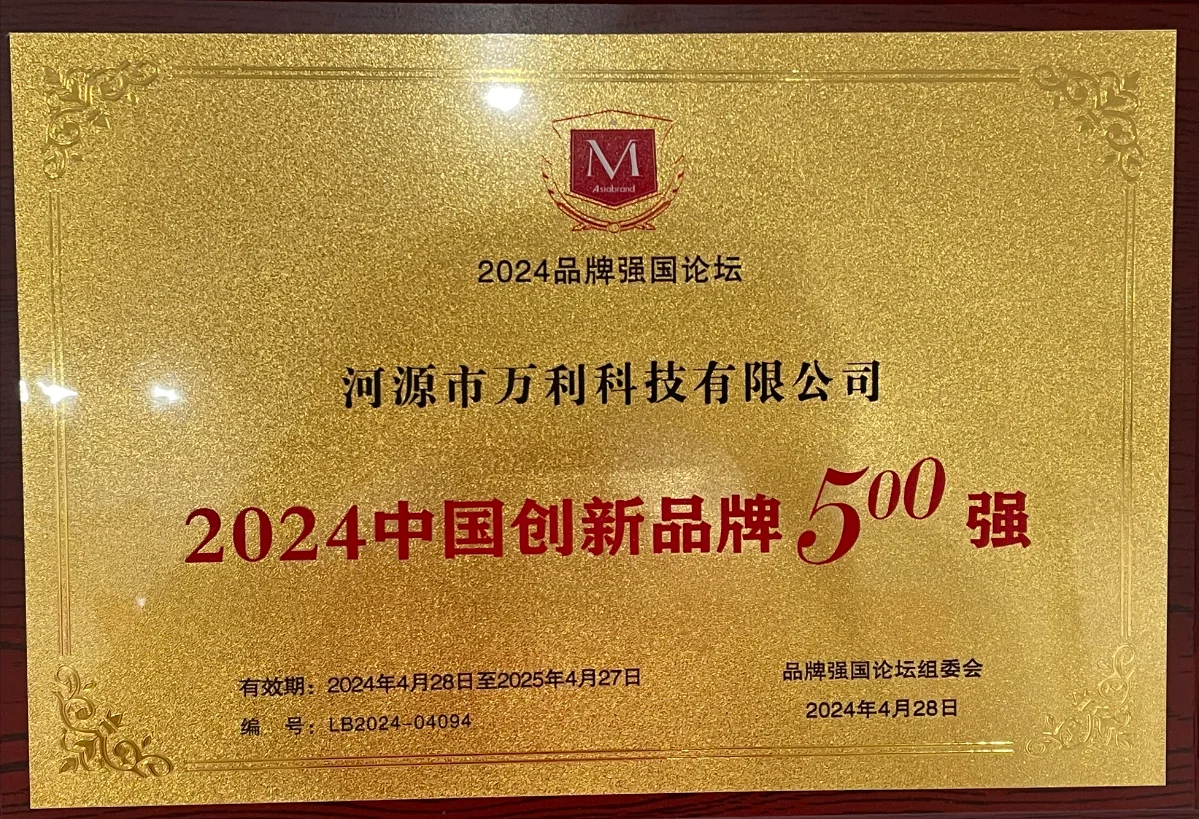 M
Asiabrand
2024品牌强国论坛
河源市万利科技有限公司
2024中国创新品牌500强
有效期：2024年4月28日至2025年4月27日
编 号：LB2024-04094
品牌强国论坛组委会
2024年4月28日